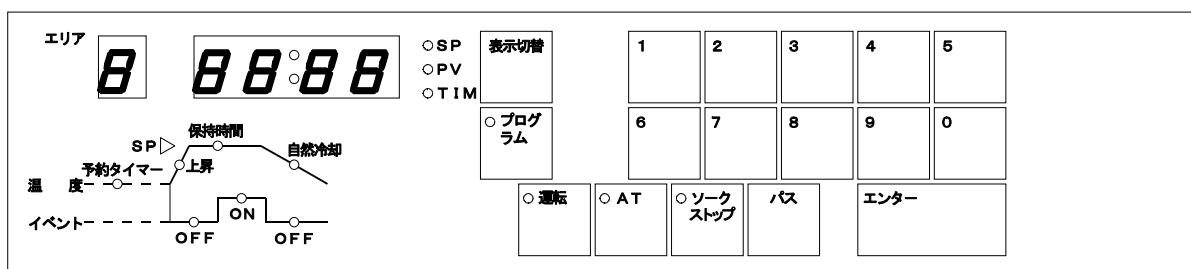 エリア
8
88:88
SP
PV
TIM
表示切替
1
2
3
4
5
プログ
ラム
6
7
8
9
0
SP
保持時間
自然冷却
予約タイマー
上昇
温 度
イベント
OFF
ON
OFF
運転
AT
ソーク
ストップ
パス
エンター